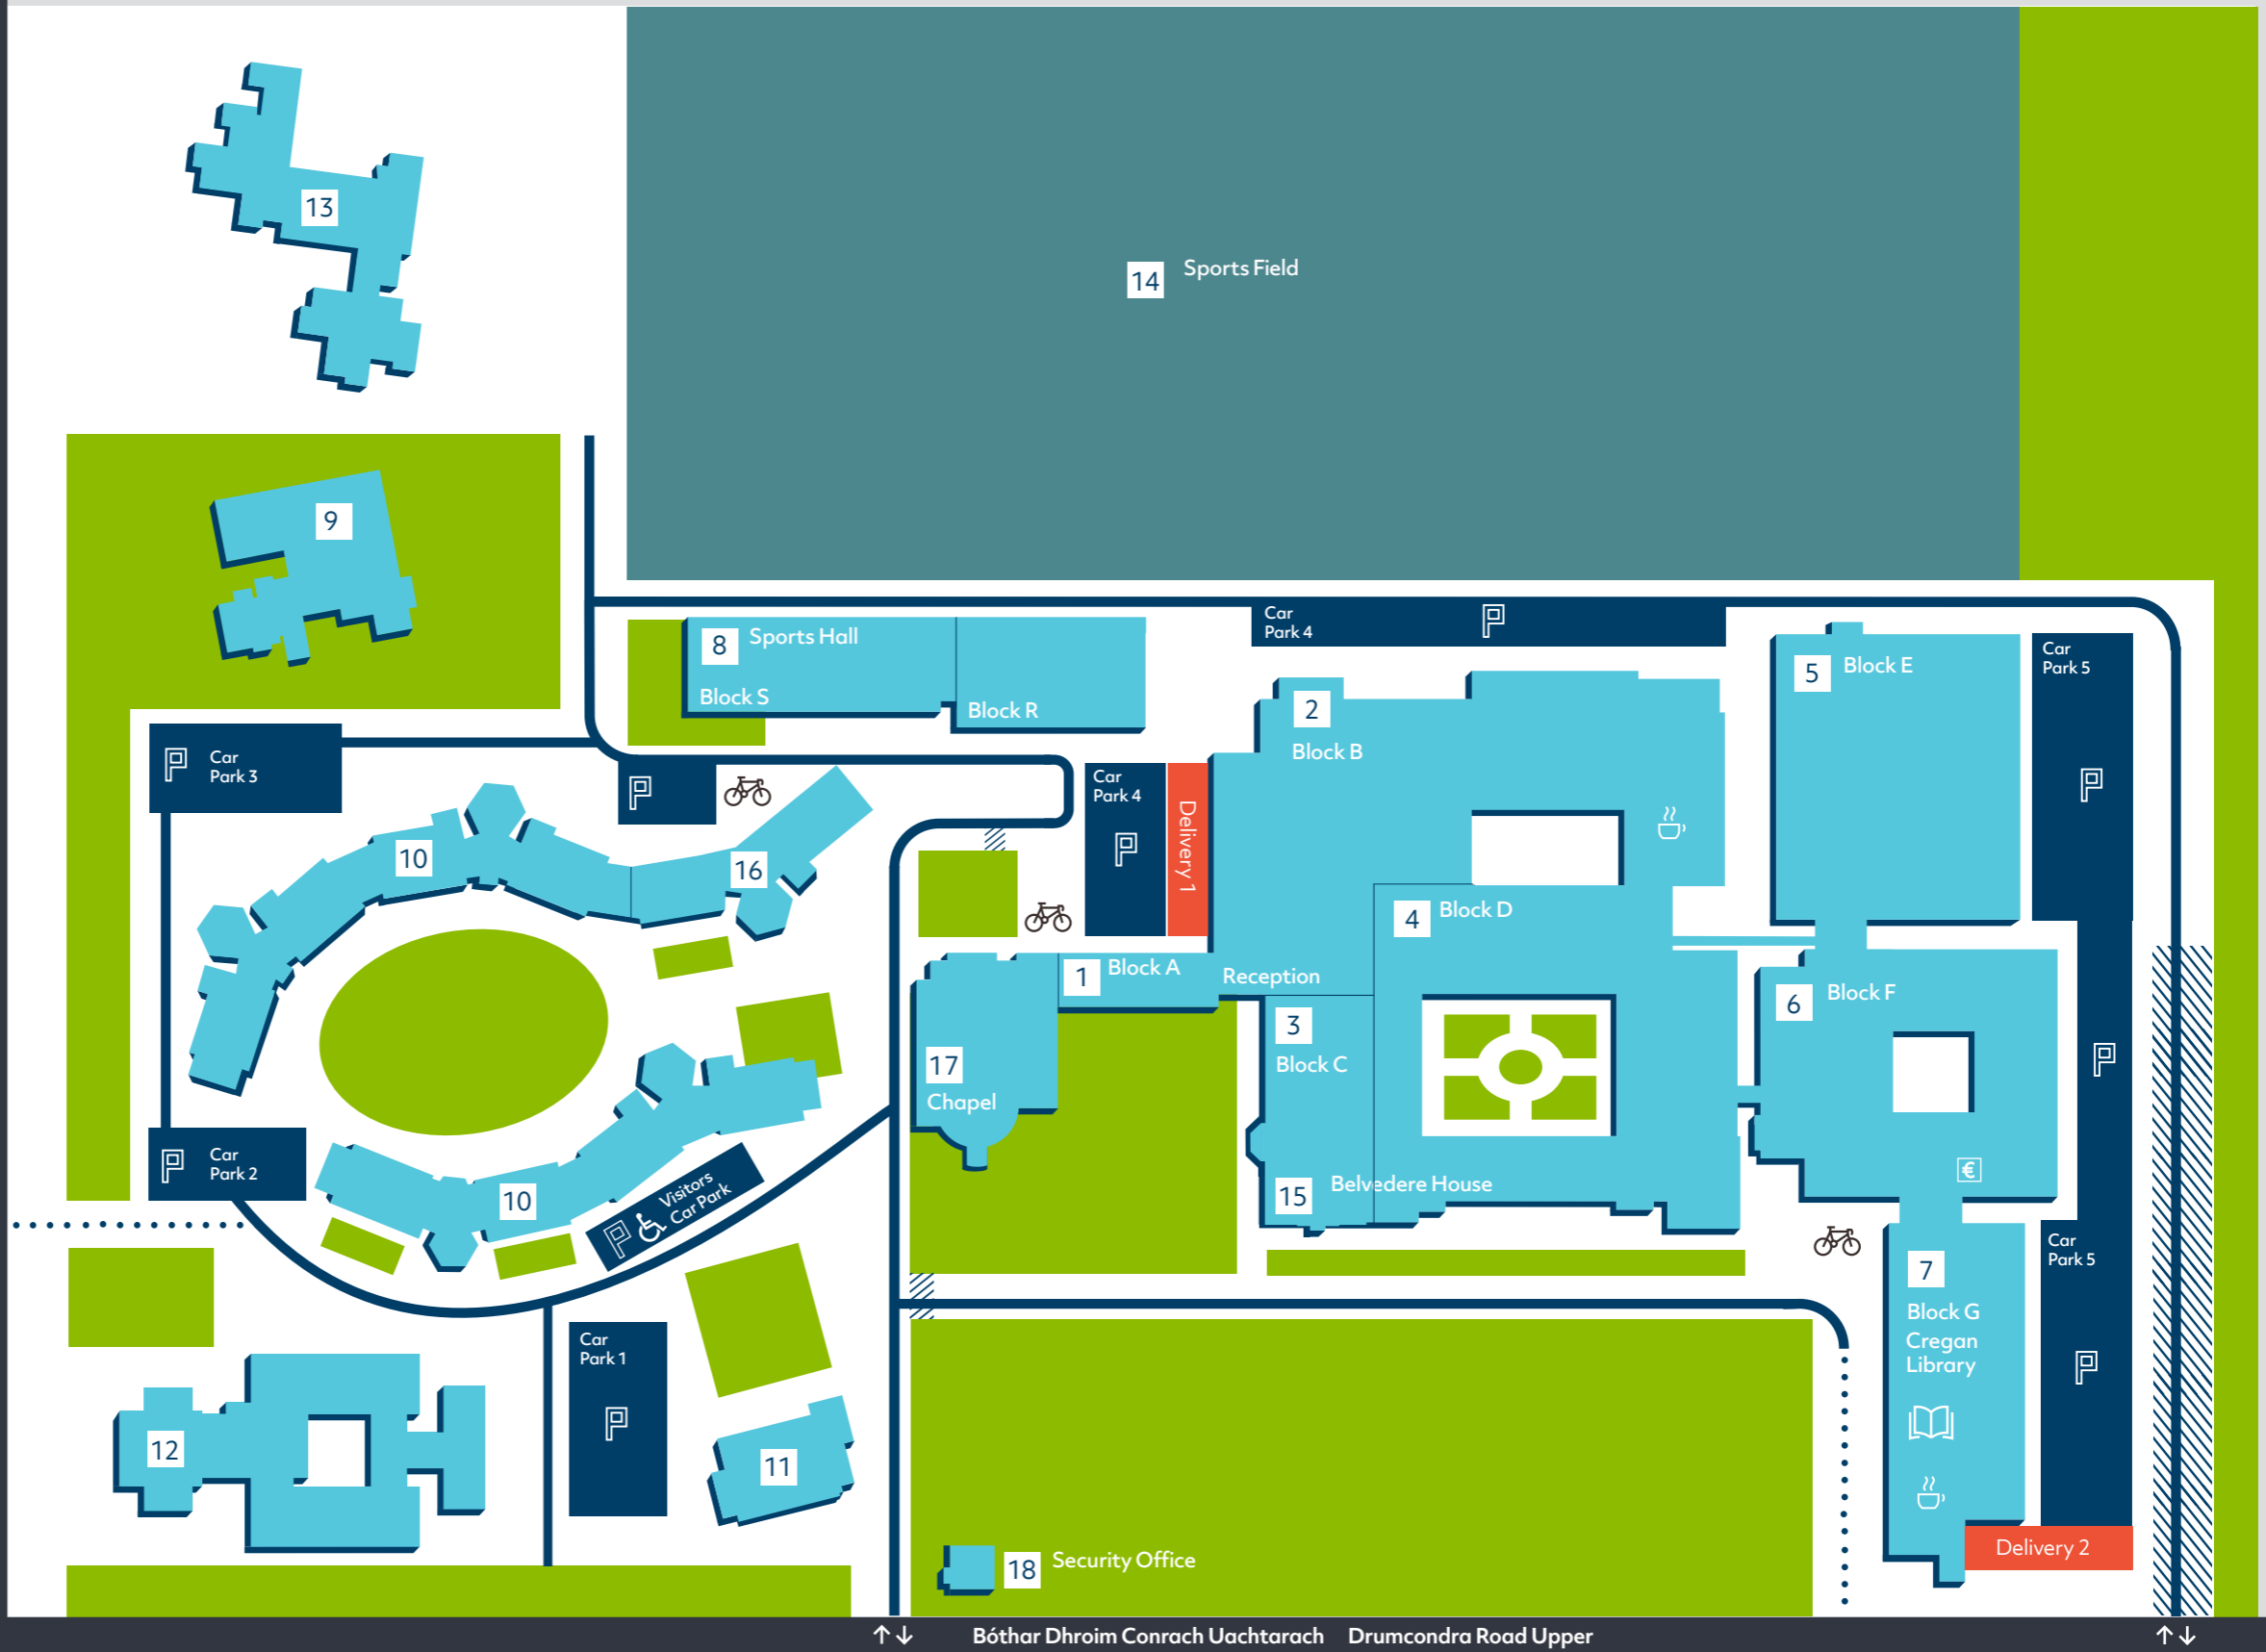 13
14
Sports Field
9
Car
Park 4
P
8
Sports Hall
Block S
Block R
5
Block E
Car
Park 5
P
2
Block B
P
Car
Park 3
P
Car
Park 4
P
Delivery 1
10
16
4
Block D
1
Block A
Reception
3
Block C
6
Block F
P
17
Chapel
P
Car
Park 2
10
P
Visitors
Car Park
15
Belvedere House
€
Car
Park 5
P
7
Block G
Cregan
Library
Car
Park 1
P
12
11
18
Security Office
Delivery 2
↑↓ Bóthar Dhroim Conrach Uachtarach Drumcondra Road Upper ↑↓